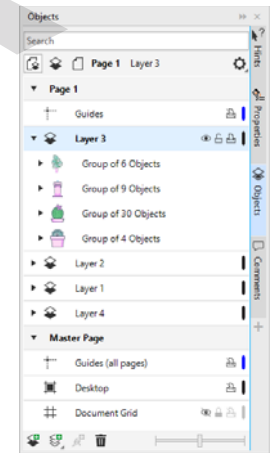 Objects
Search
Page 1 Layer 3
Page 1
Guides
Layer 3
Group of 6 Objects
Group of 9 Objects
Group of 30 Objects
Group of 4 Objects
Layer 2
Layer 1
Layer 4
Master Page
Guides (all pages)
Desktop
Document Grid
Hints
Properties
Objects
Comments